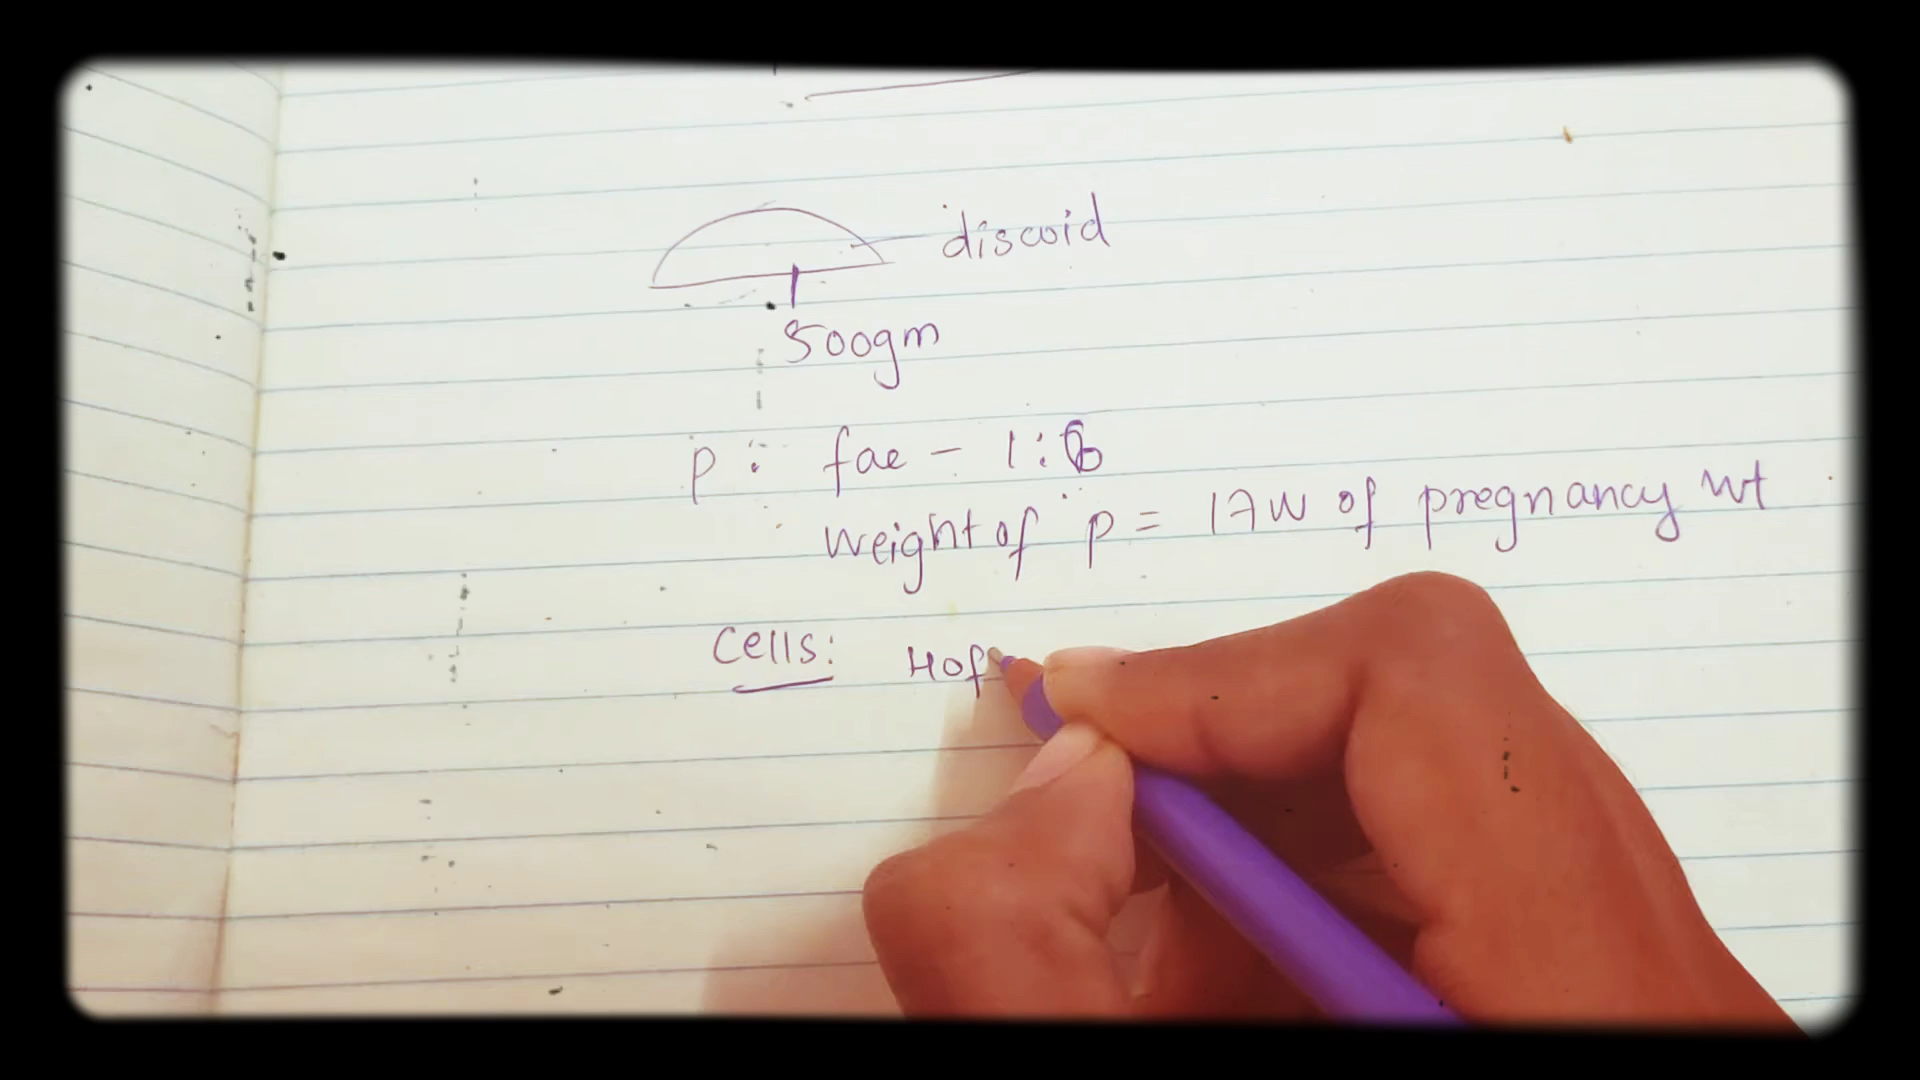 discoid
500gm
P : fae - 1:6
Weight of P = 17W of pregnancy wt
Cells: Hof